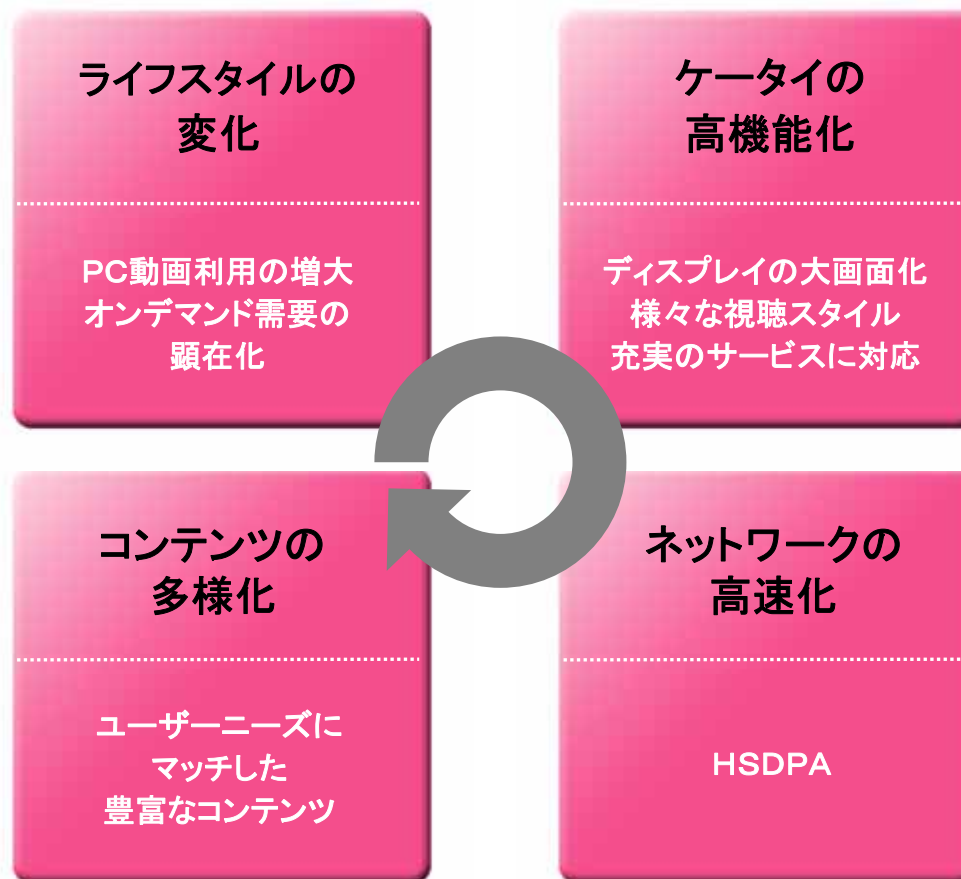 ライフスタイルの
変化
PC動画利用の増大
オンデマンド需要の
顕在化
ケータイの
高機能化
ディスプレイの大画面化
様々な視聴スタイル
充実のサービスに対応
コンテンツの
多様化
ユーザーニーズに
マッチした
豊富なコンテンツ
ネットワークの
高速化
HSDPA